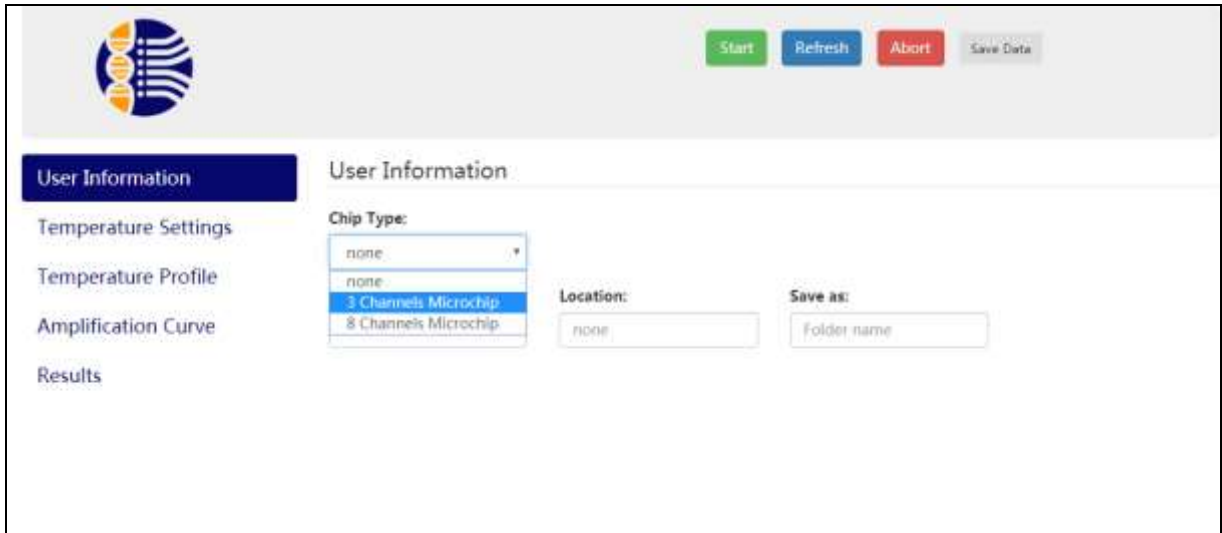 Start Refresh Abort Save Data
User Information
Temperature Settings
Temperature Profile
Amplification Curve
Results
User Information
Chip Type:
none
none
3 Channels Microchip
8 Channels Microchip
Location:
none
Save as:
Folder name